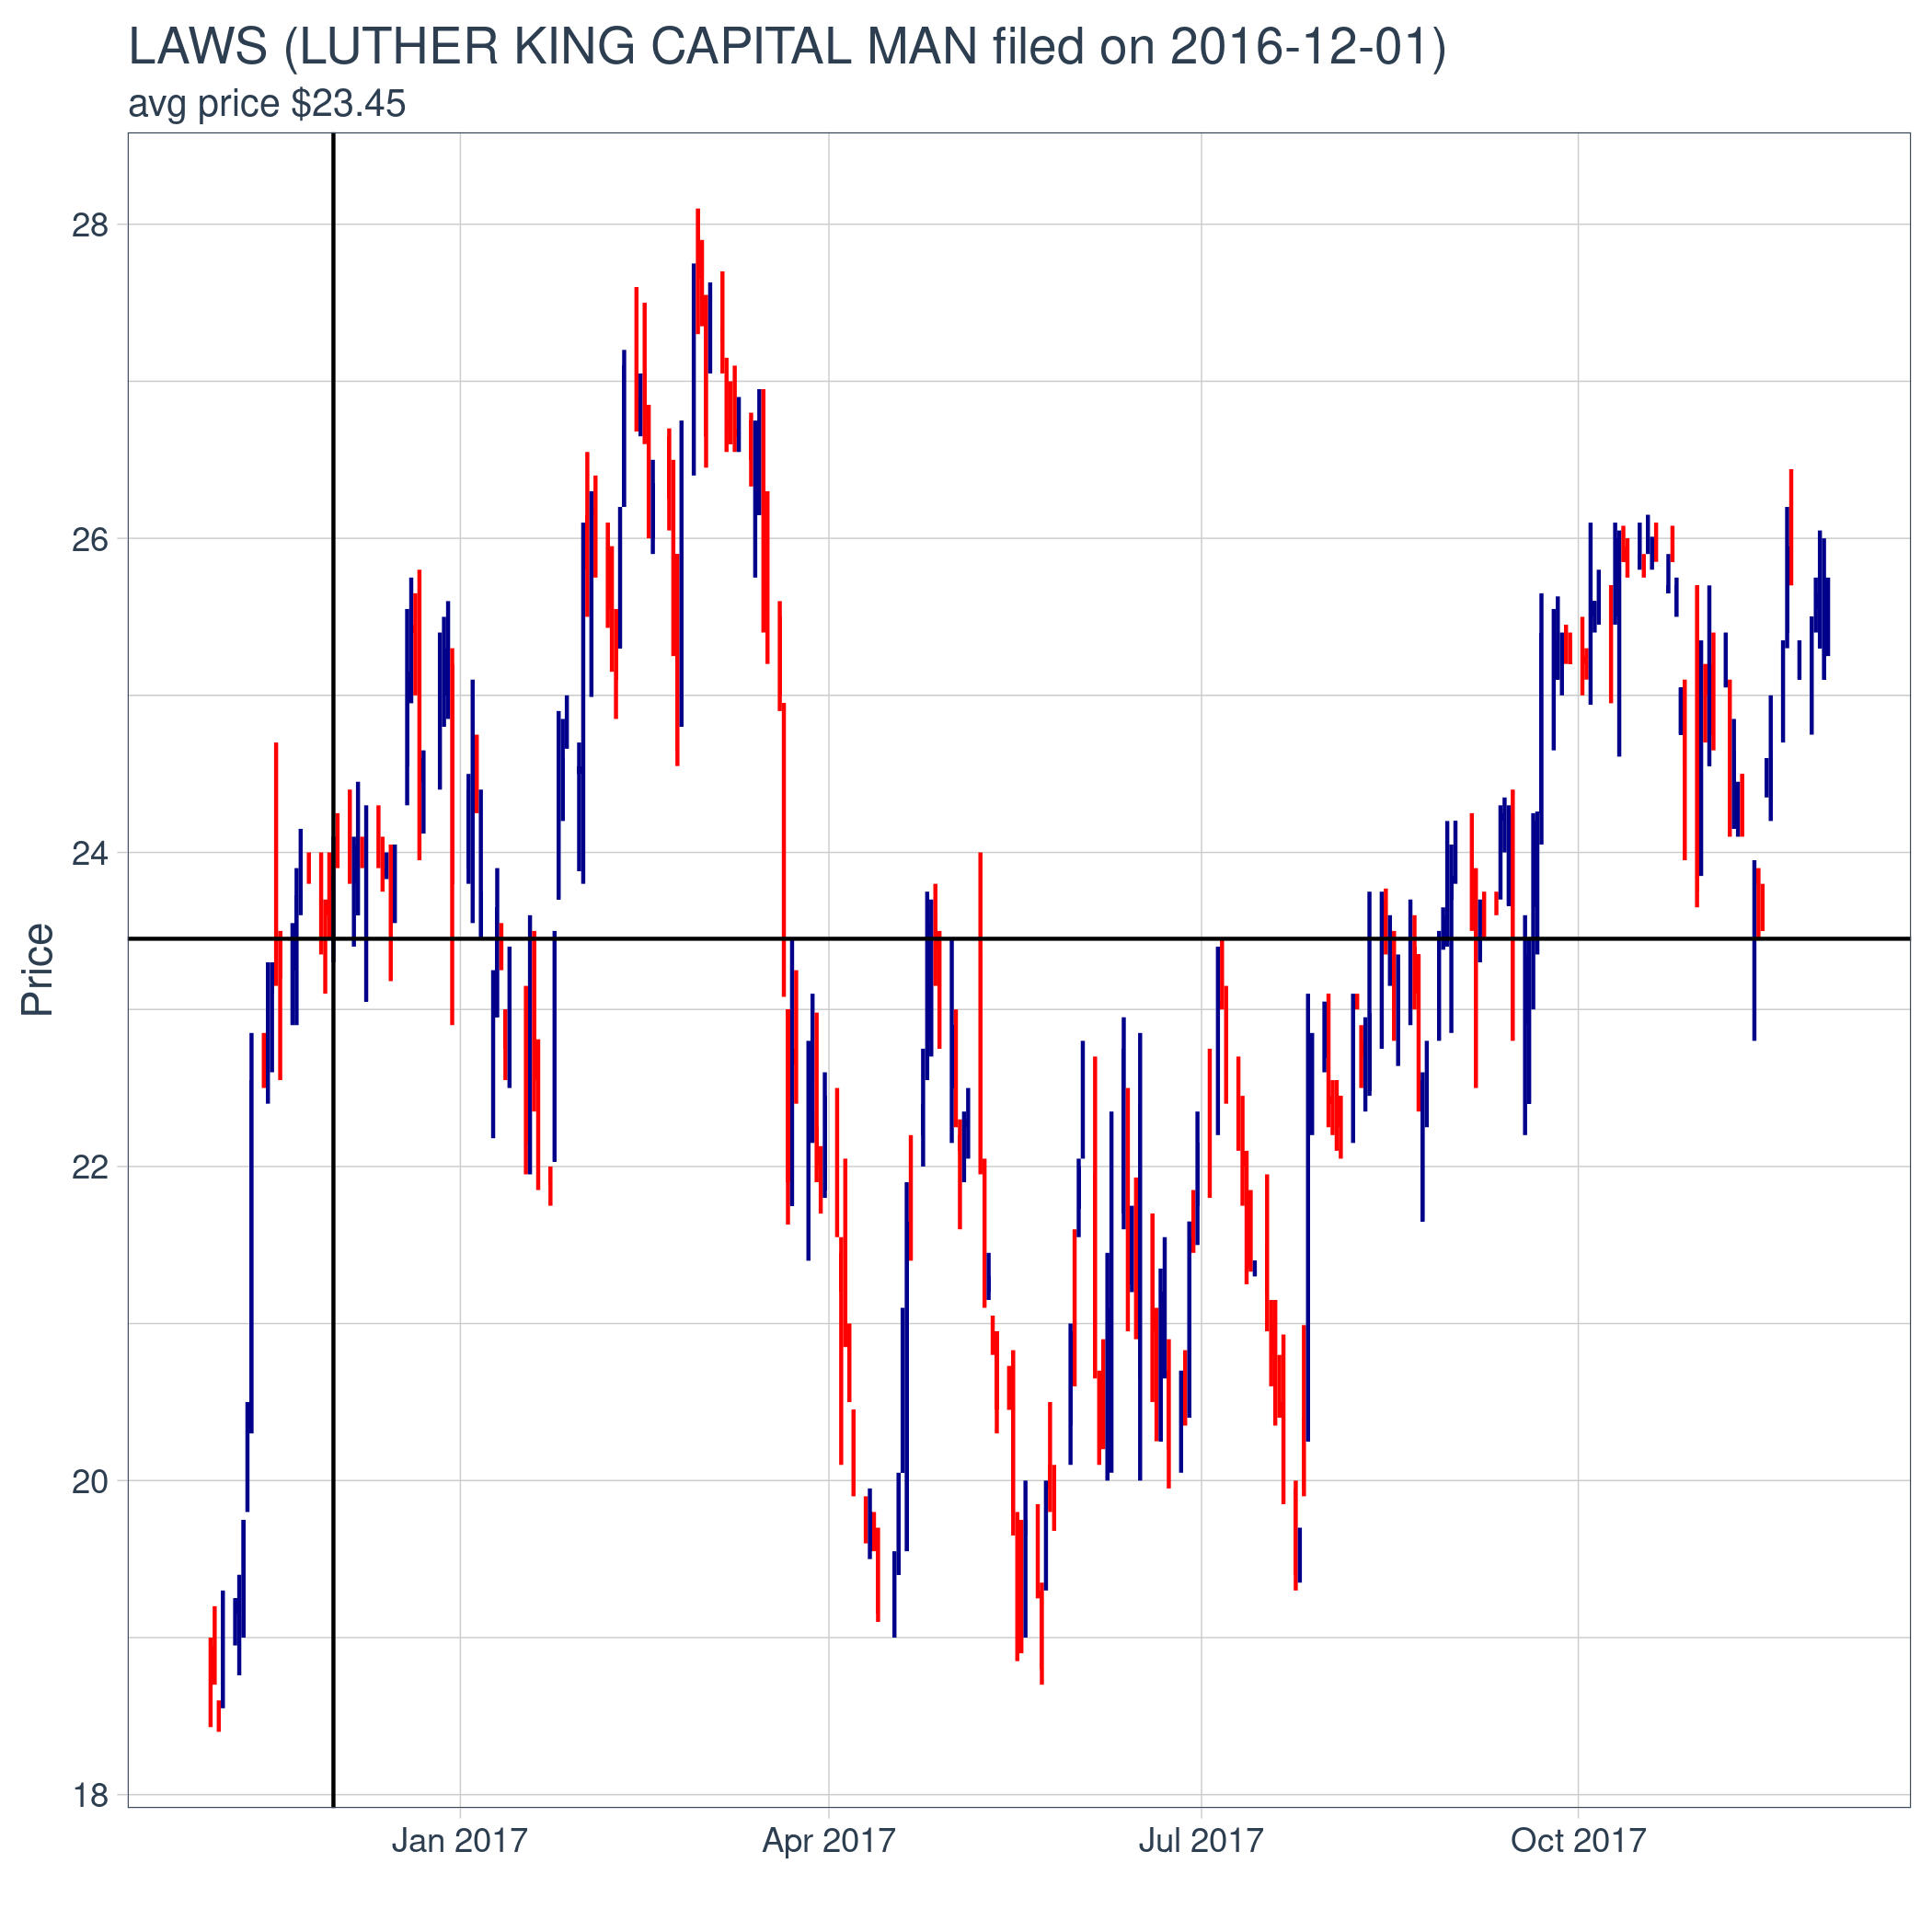 LAWS (LUTHER KING CAPITAL MAN filed on 2016-12-01)
avg price $23.45
28
26
24
22
20
18
Price
Jan 2017
Apr 2017
Jul 2017
Oct 2017